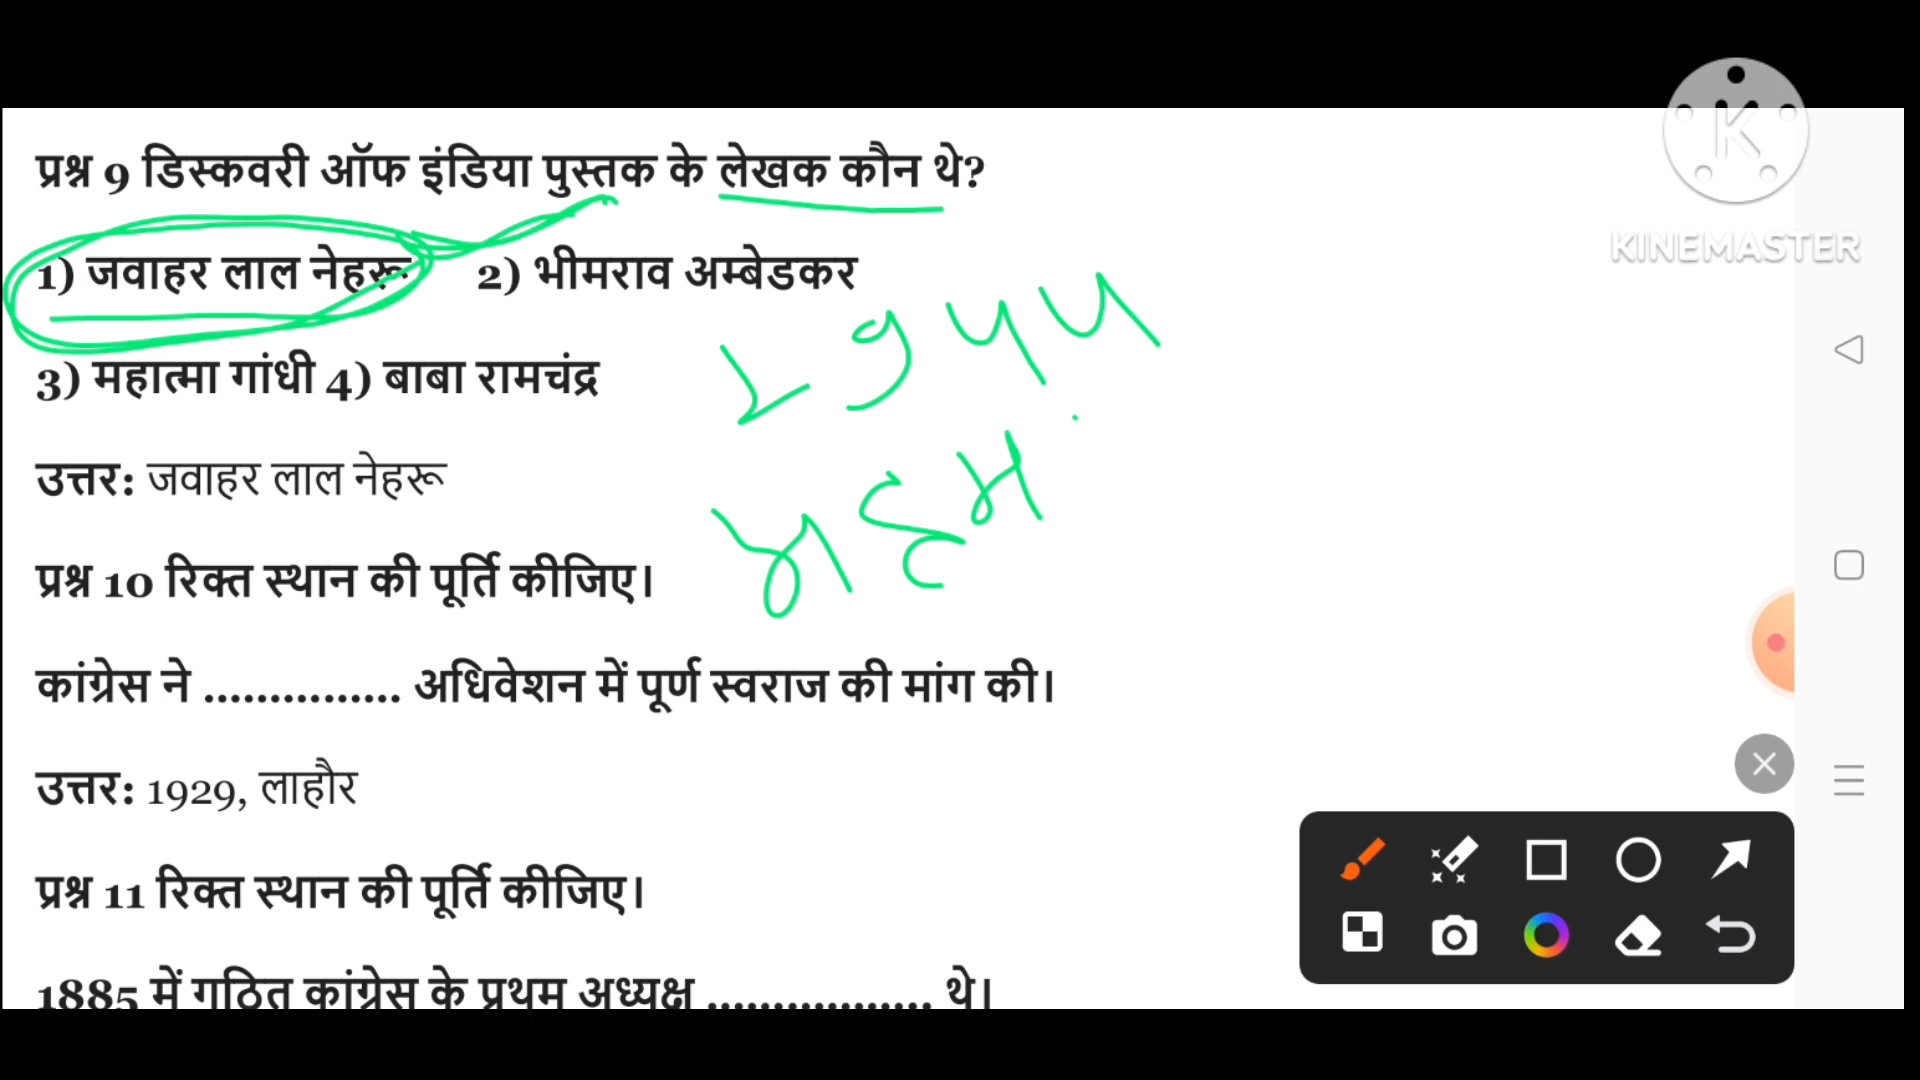 प्रश्न 9 डिस्कवरी ऑफ इंडिया पुस्तक के लेखक कौन थे?
1) जवाहर लाल नेहरू 2) भीमराव अम्बेडकर
3) महात्मा गांधी 4) बाबा रामचंद्र
उत्तर: जवाहर लाल नेहरू
प्रश्न 10 रिक्त स्थान की पूर्ति कीजिए।
कांग्रेस ने ............... अधिवेशन में पूर्ण स्वराज की मांग की।
उत्तर: 1929, लाहौर
प्रश्न 11 रिक्त स्थान की पूर्ति कीजिए।
1885 में गठित कांग्रेस के प्रथम अध्यक्ष ................. थे।
K
KINEMASTER